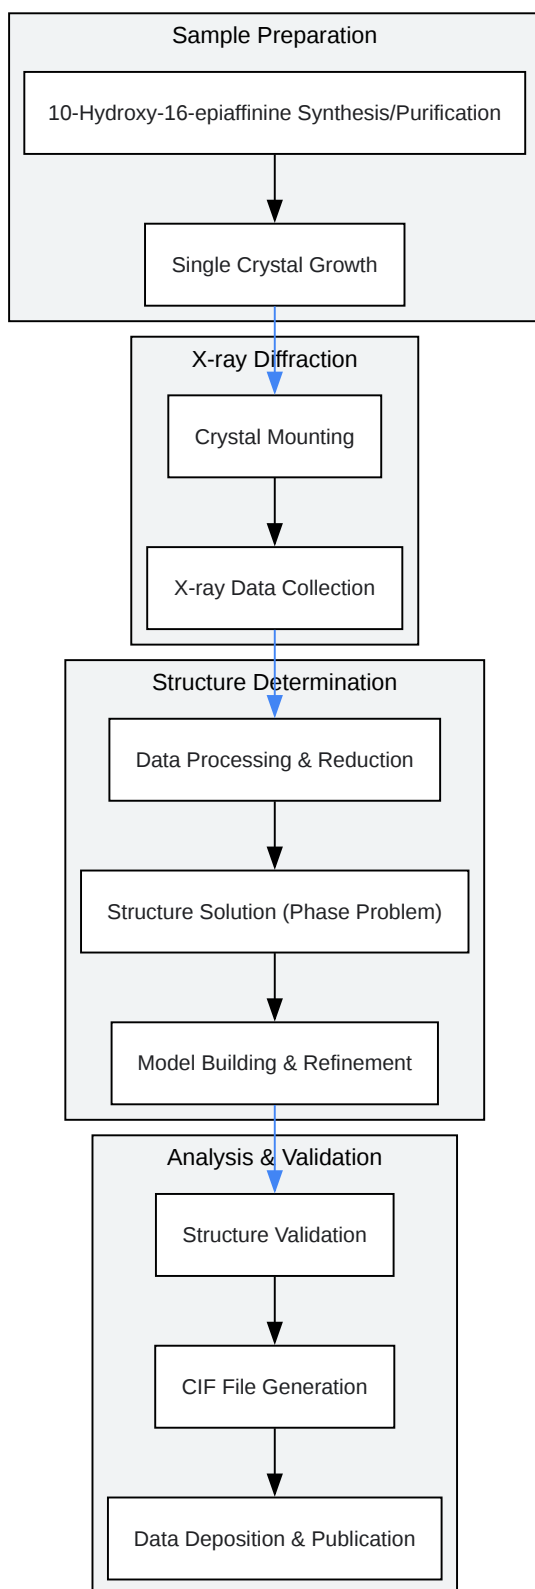 Sample Preparation
10-Hydroxy-16-epiaffinine Synthesis/Purification
Single Crystal Growth
X-ray Diffraction
Crystal Mounting
X-ray Data Collection
Structure Determination
Data Processing & Reduction
Structure Solution (Phase Problem)
Model Building & Refinement
Analysis & Validation
Structure Validation
CIF File Generation
Data Deposition & Publication